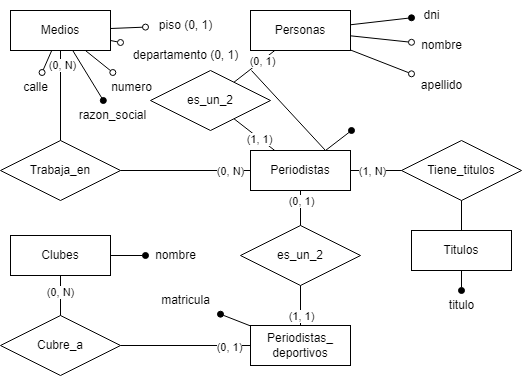 Medios
piso (0, 1)
departamento (0, 1)
calle
numero
razon_social
(0, N)
Personas
dni
nombre
apellido
(0, 1)
es_un_2
(1, 1)
Trabaja_en
(0, N)
Periodistas
(1, N)
Tiene_titulos
(0, 1)
Clubes
nombre
es_un_2
Titulos
(0, N)
matricula
titulo
(1, 1)
Cubre_a
(0, 1)
Periodistas_
deportivos